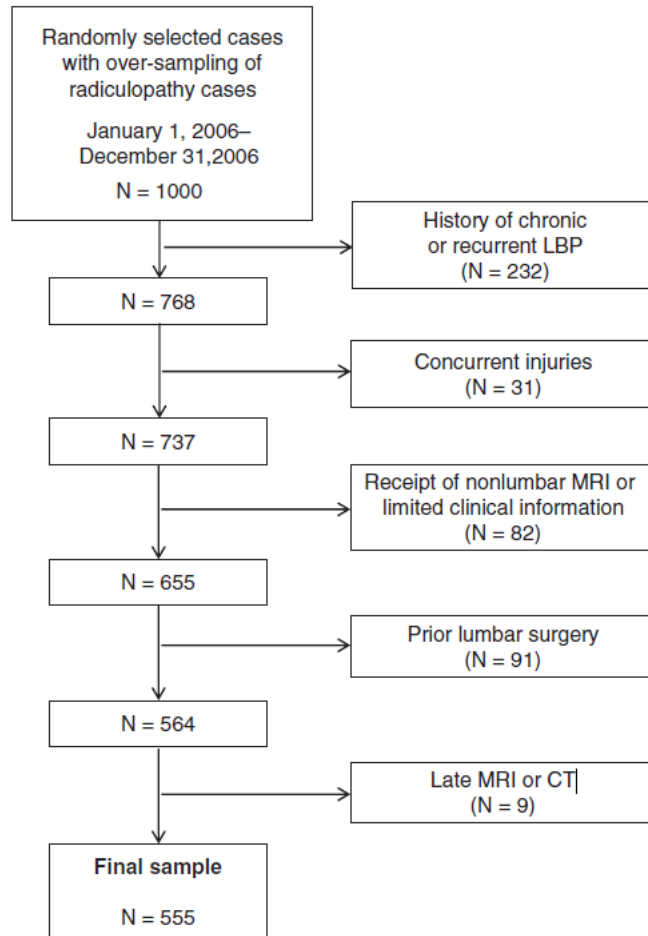 Randomly selected cases
with over-sampling of
radiculopathy cases
January 1, 2006–
December 31,2006
N = 1000
History of chronic
or recurrent LBP
(N = 232)
N = 768
Concurrent injuries
(N = 31)
N = 737
Receipt of nonlumbar MRI or
limited clinical information
(N = 82)
N = 655
Prior lumbar surgery
(N = 91)
N = 564
Late MRI or CT
(N = 9)
Final sample
N = 555